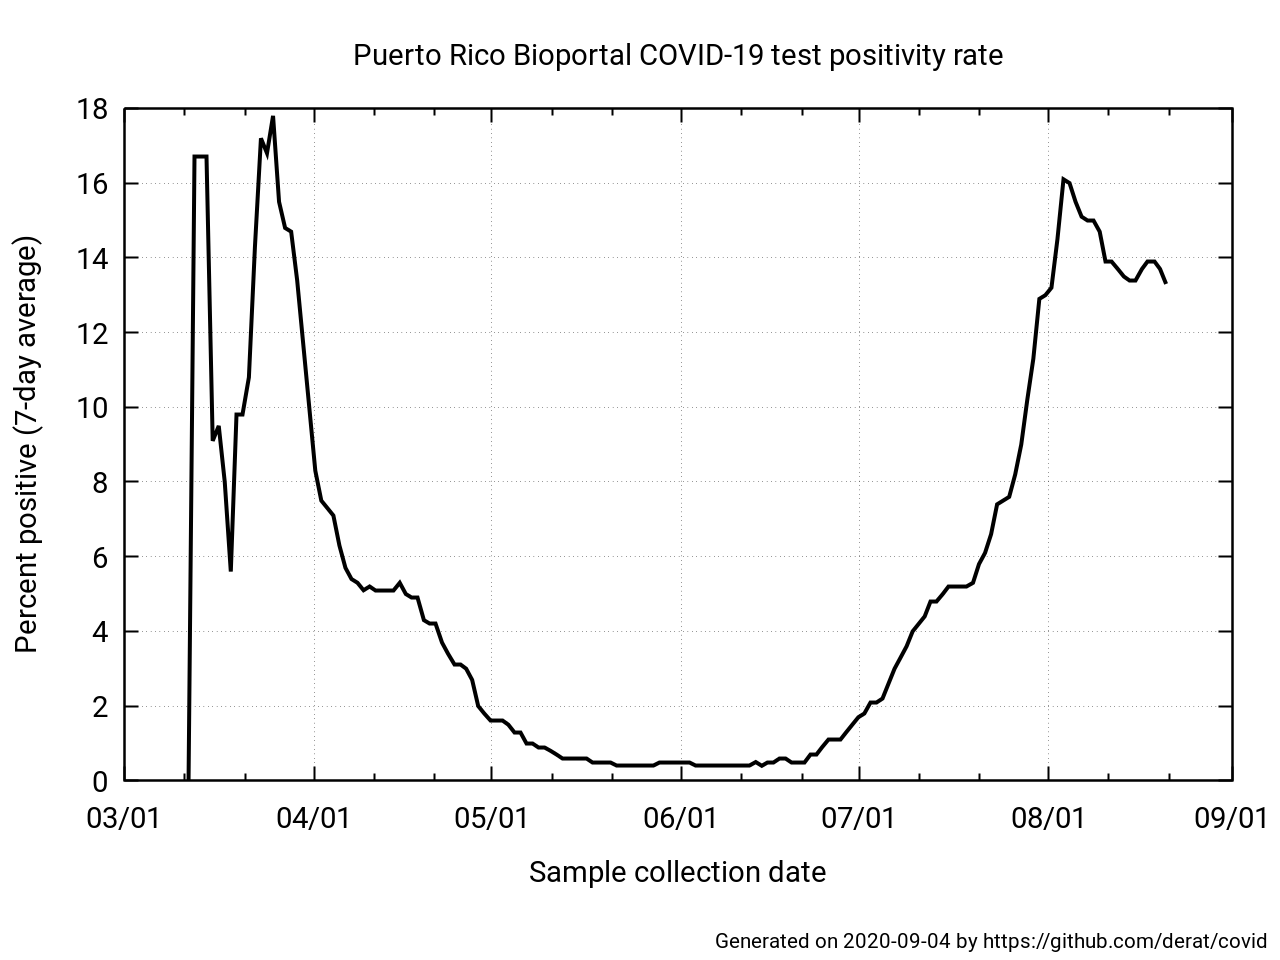 Puerto Rico Bioportal COVID-19 test positivity rate
18
16
14
12
10
8
6
4
2
0
Percent positive (7-day average)
03/01 04/01 05/01 06/01 07/01 08/01 09/01
Sample collection date
Generated on 2020-09-04 by https://github.com/derat/covid